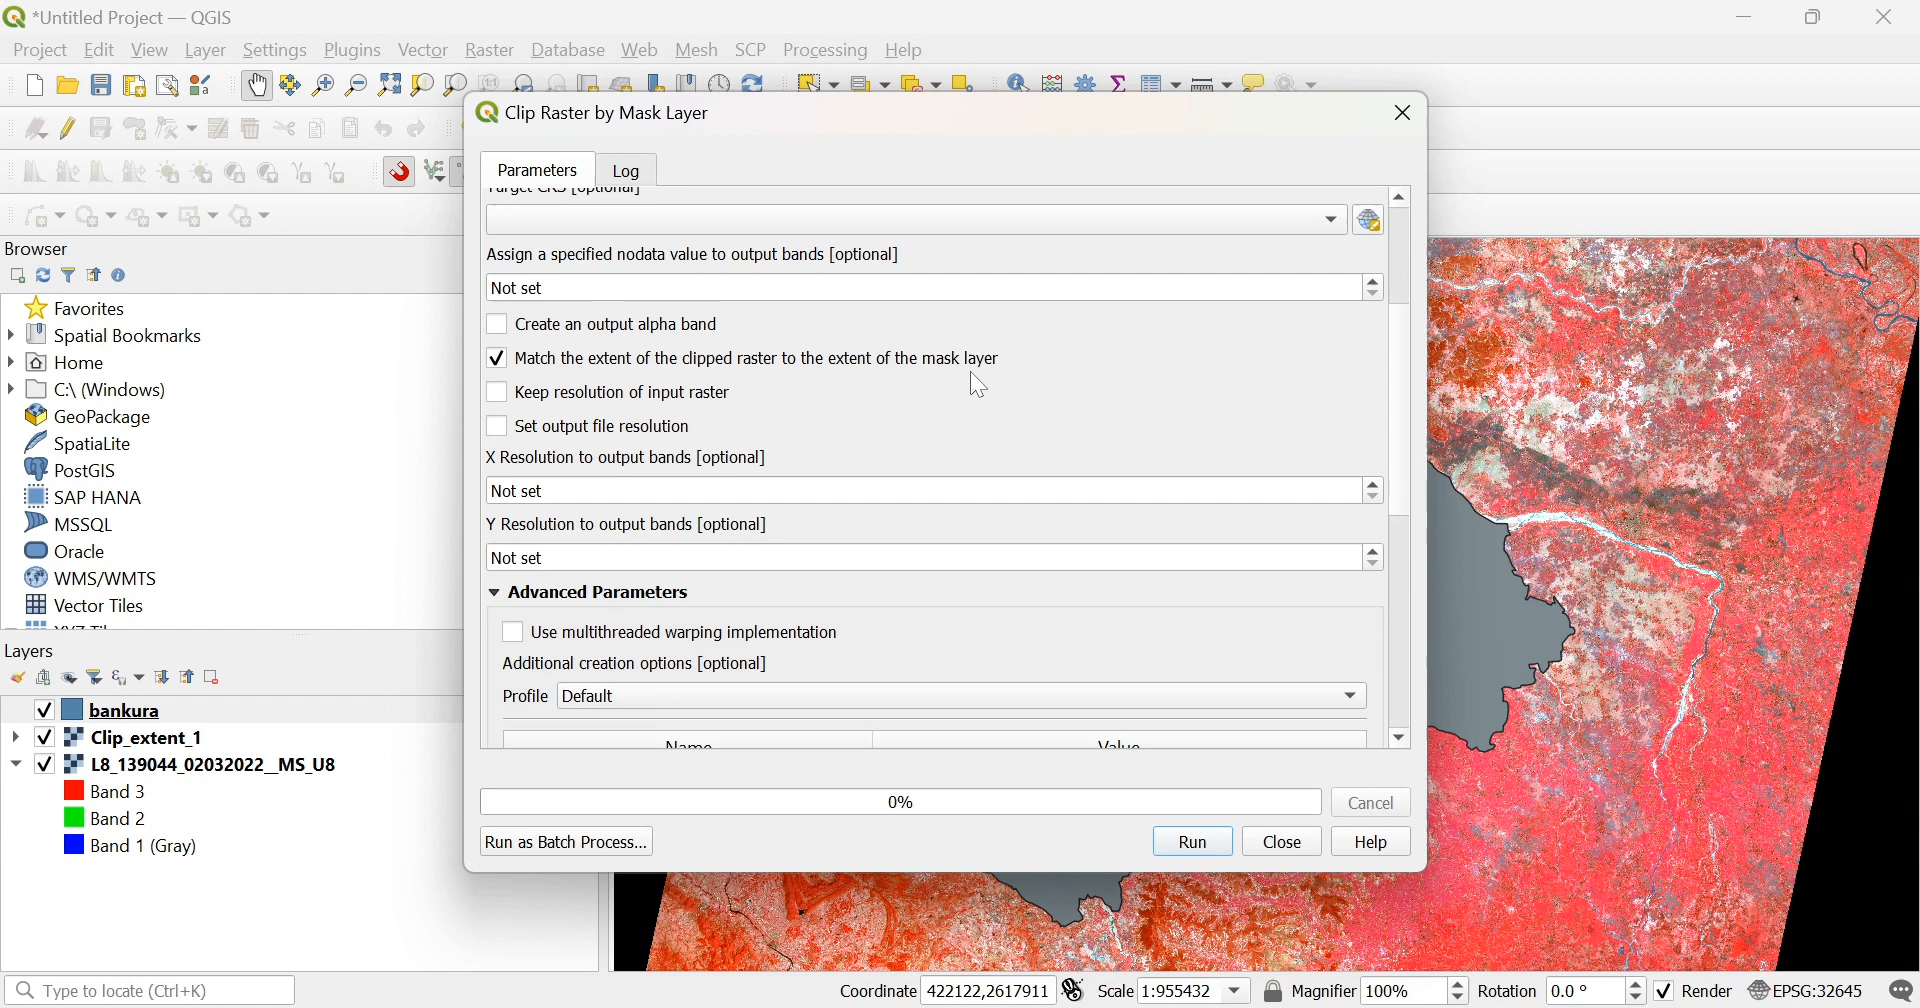 *Untitled Project — QGIS
Project Edit View Layer Settings Plugins Vector Raster Database Web Mesh SCP Processing Help
Clip Raster by Mask Layer
Parameters Log
Target CRS [optional]
Assign a specified nodata value to output bands [optional]
Not set
Create an output alpha band
Match the extent of the clipped raster to the extent of the mask layer
Keep resolution of input raster
Set output file resolution
X Resolution to output bands [optional]
Not set
Y Resolution to output bands [optional]
Not set
Advanced Parameters
Use multithreaded warping implementation
Additional creation options [optional]
Profile Default
Name Value
0% Cancel
Run as Batch Process... Run Close Help
Browser
Favorites
Spatial Bookmarks
Home
C:\ (Windows)
GeoPackage
SpatiaLite
PostGIS
SAP HANA
MSSQL
Oracle
WMS/WMTS
Vector Tiles
XYZ Tiles
Layers
bankura
Clip_extent_1
L8_139044_02032022__MS_U8
Band 3
Band 2
Band 1 (Gray)
Type to locate (Ctrl+K) Coordinate 422122,2617911 Scale 1:955432 Magnifier 100% Rotation 0.0 ° Render EPSG:32645